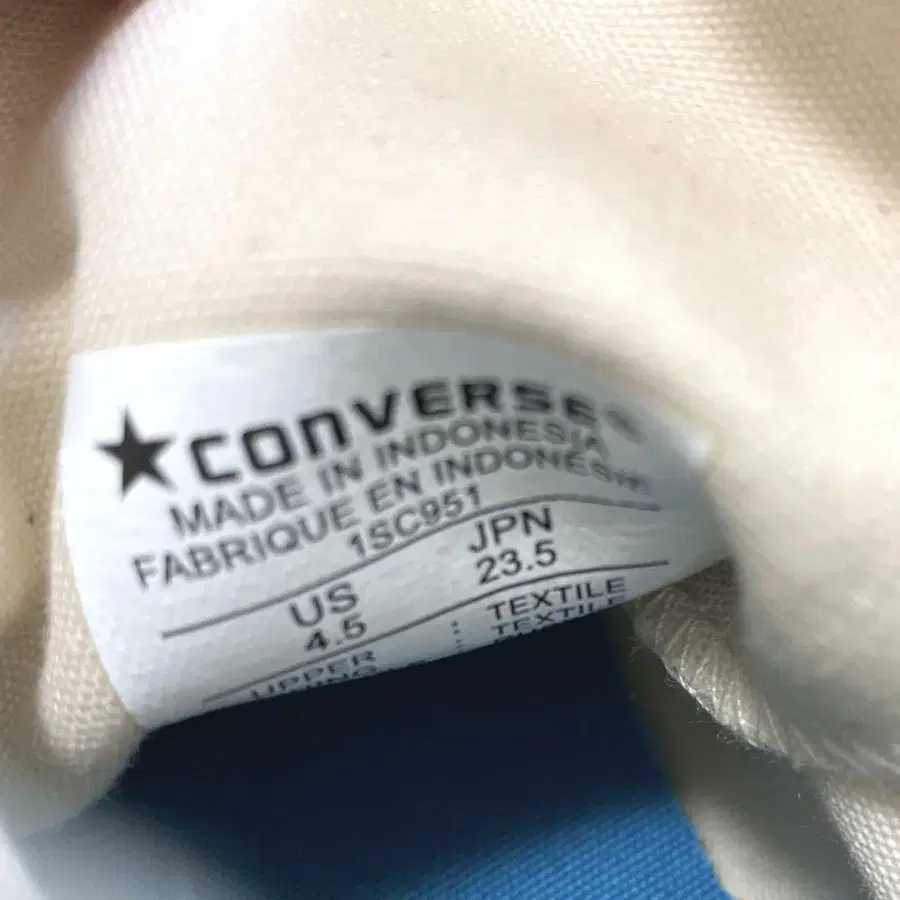 ★CONVERSE
MADE IN INDONESIA
FABRIQUE EN INDONESIE
1SC951
US JPN
4.5 23.5
UPPER : TEXTILE
: TEXTILE